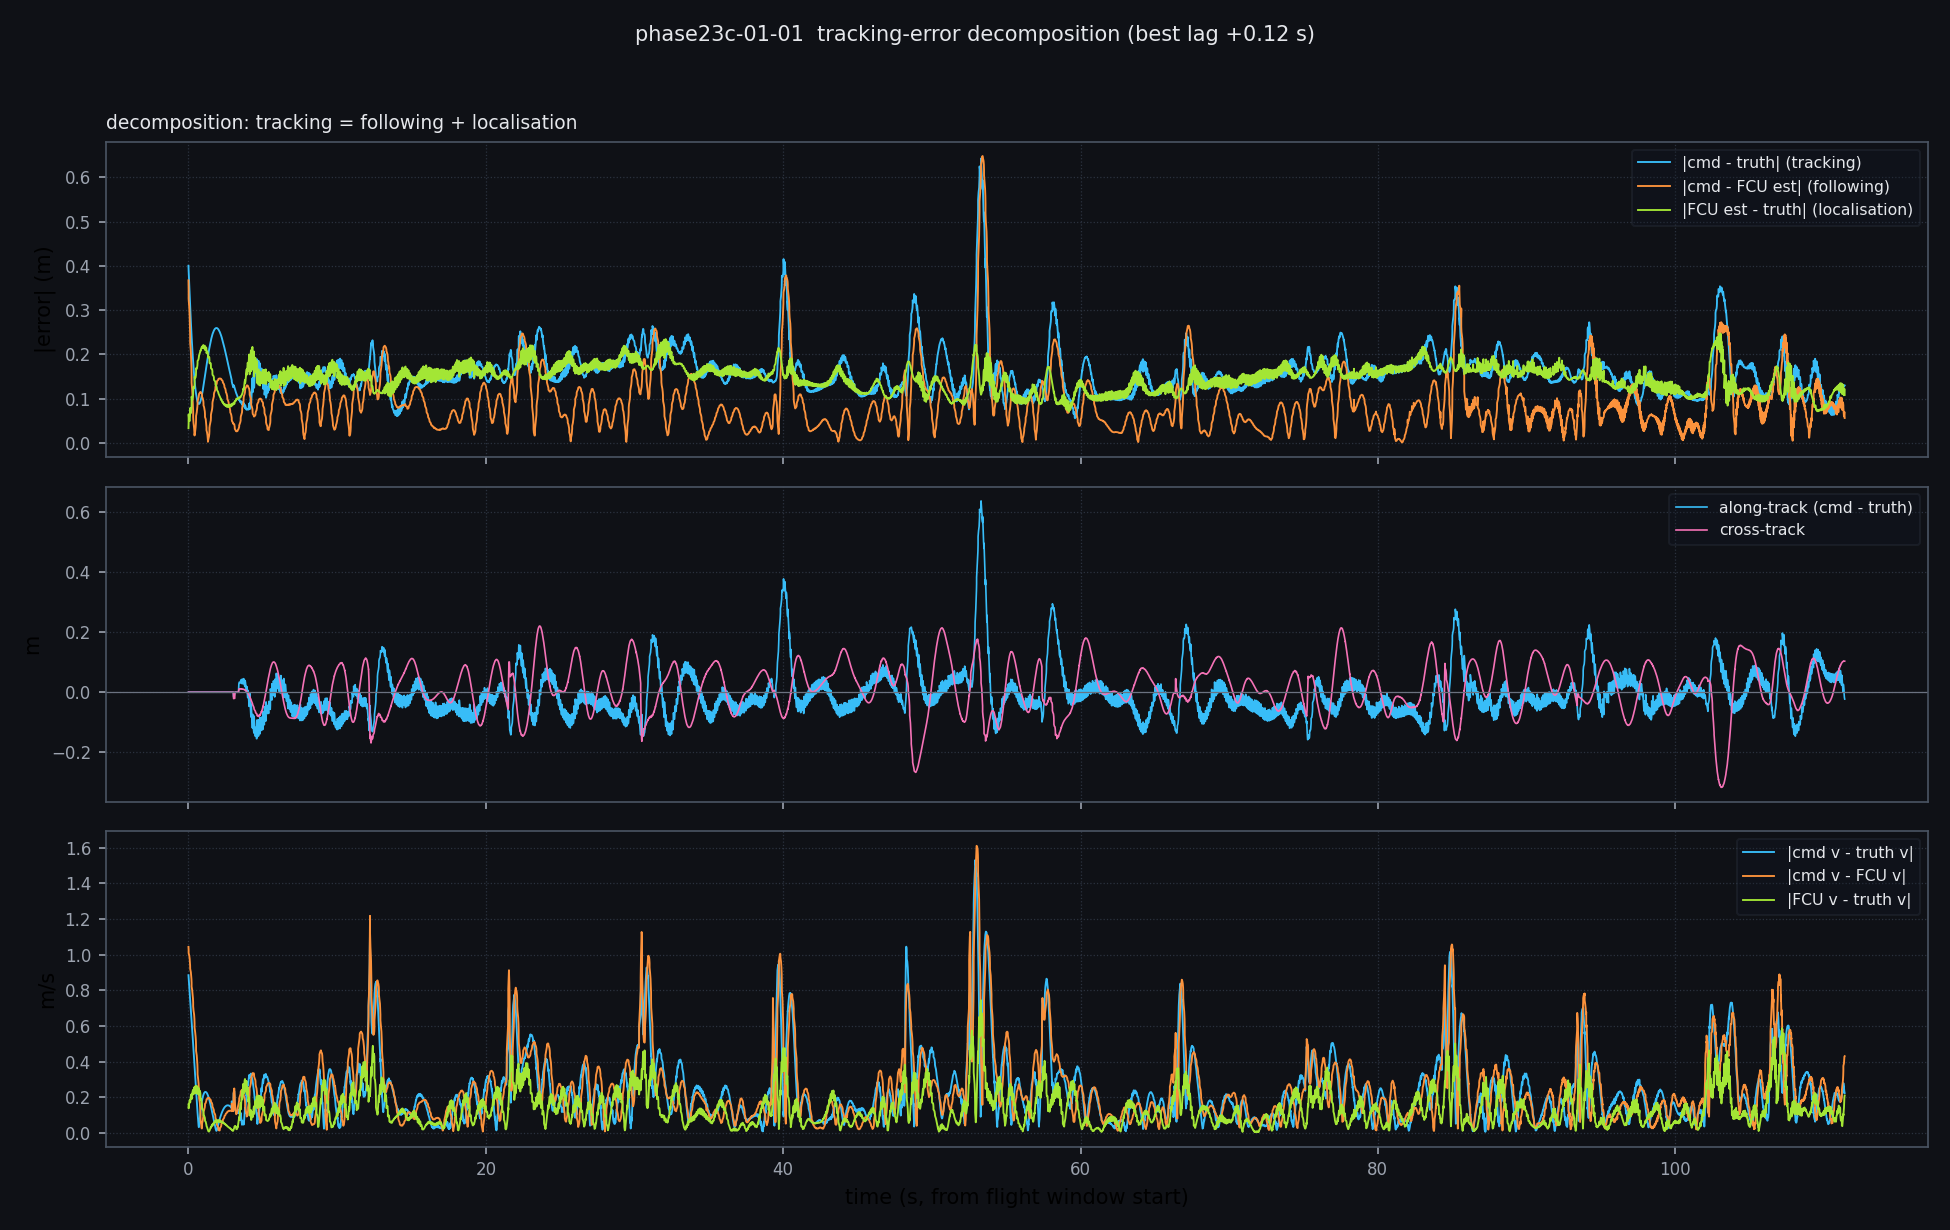 phase23c-01-01  tracking-error decomposition (best lag +0.12 s)
decomposition: tracking = following + localisation
|error| (m)
0.6
0.5
0.4
0.3
0.2
0.1
0.0
|cmd - truth| (tracking)
|cmd - FCU est| (following)
|FCU est - truth| (localisation)
m
0.6
0.4
0.2
0.0
−0.2
along-track (cmd - truth)
cross-track
m/s
1.6
1.4
1.2
1.0
0.8
0.6
0.4
0.2
0.0
|cmd v - truth v|
|cmd v - FCU v|
|FCU v - truth v|
0 20 40 60 80 100
time (s, from flight window start)